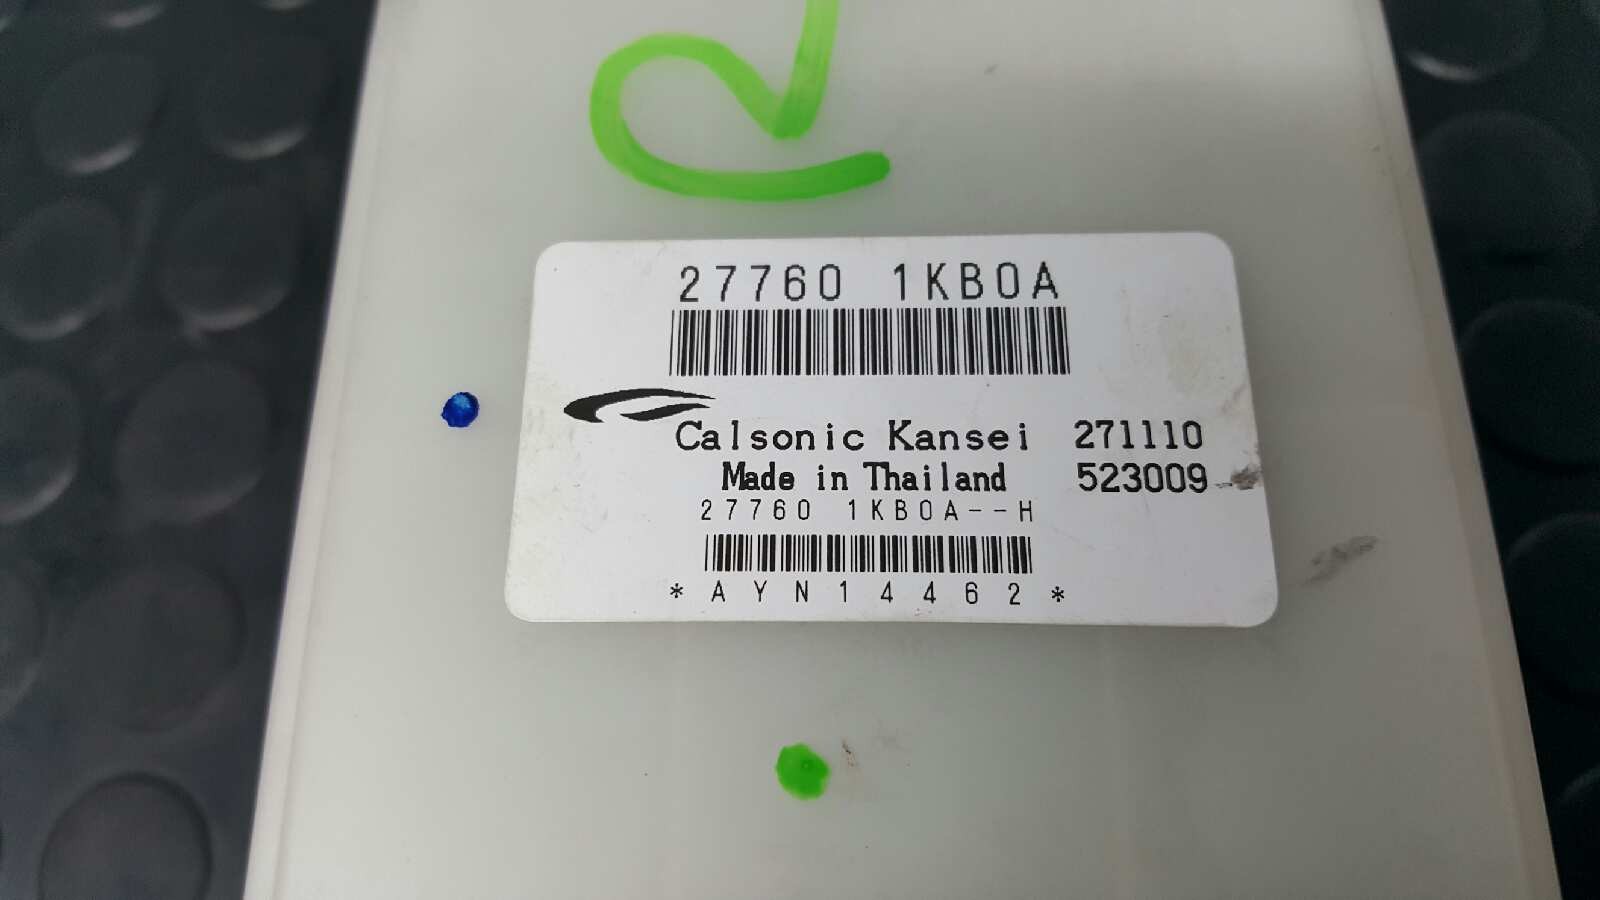 27760 1KB0A
Calsonic Kansei 271110
Made in Thailand 523009
27760 1KB0A--H
*AYN14462*